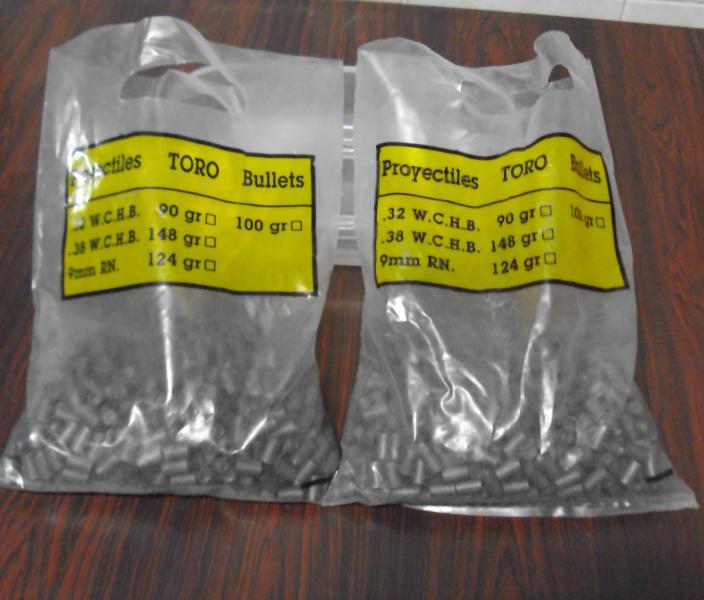 Proyectiles TORO Bullets
.32 W.C.H.B. 90 gr 100 gr
.38 W.C.H.B. 148 gr
9mm RN. 124 gr
Proyectiles TORO Bullets
.32 W.C.H.B. 90 gr 100 gr
.38 W.C.H.B. 148 gr
9mm RN. 124 gr